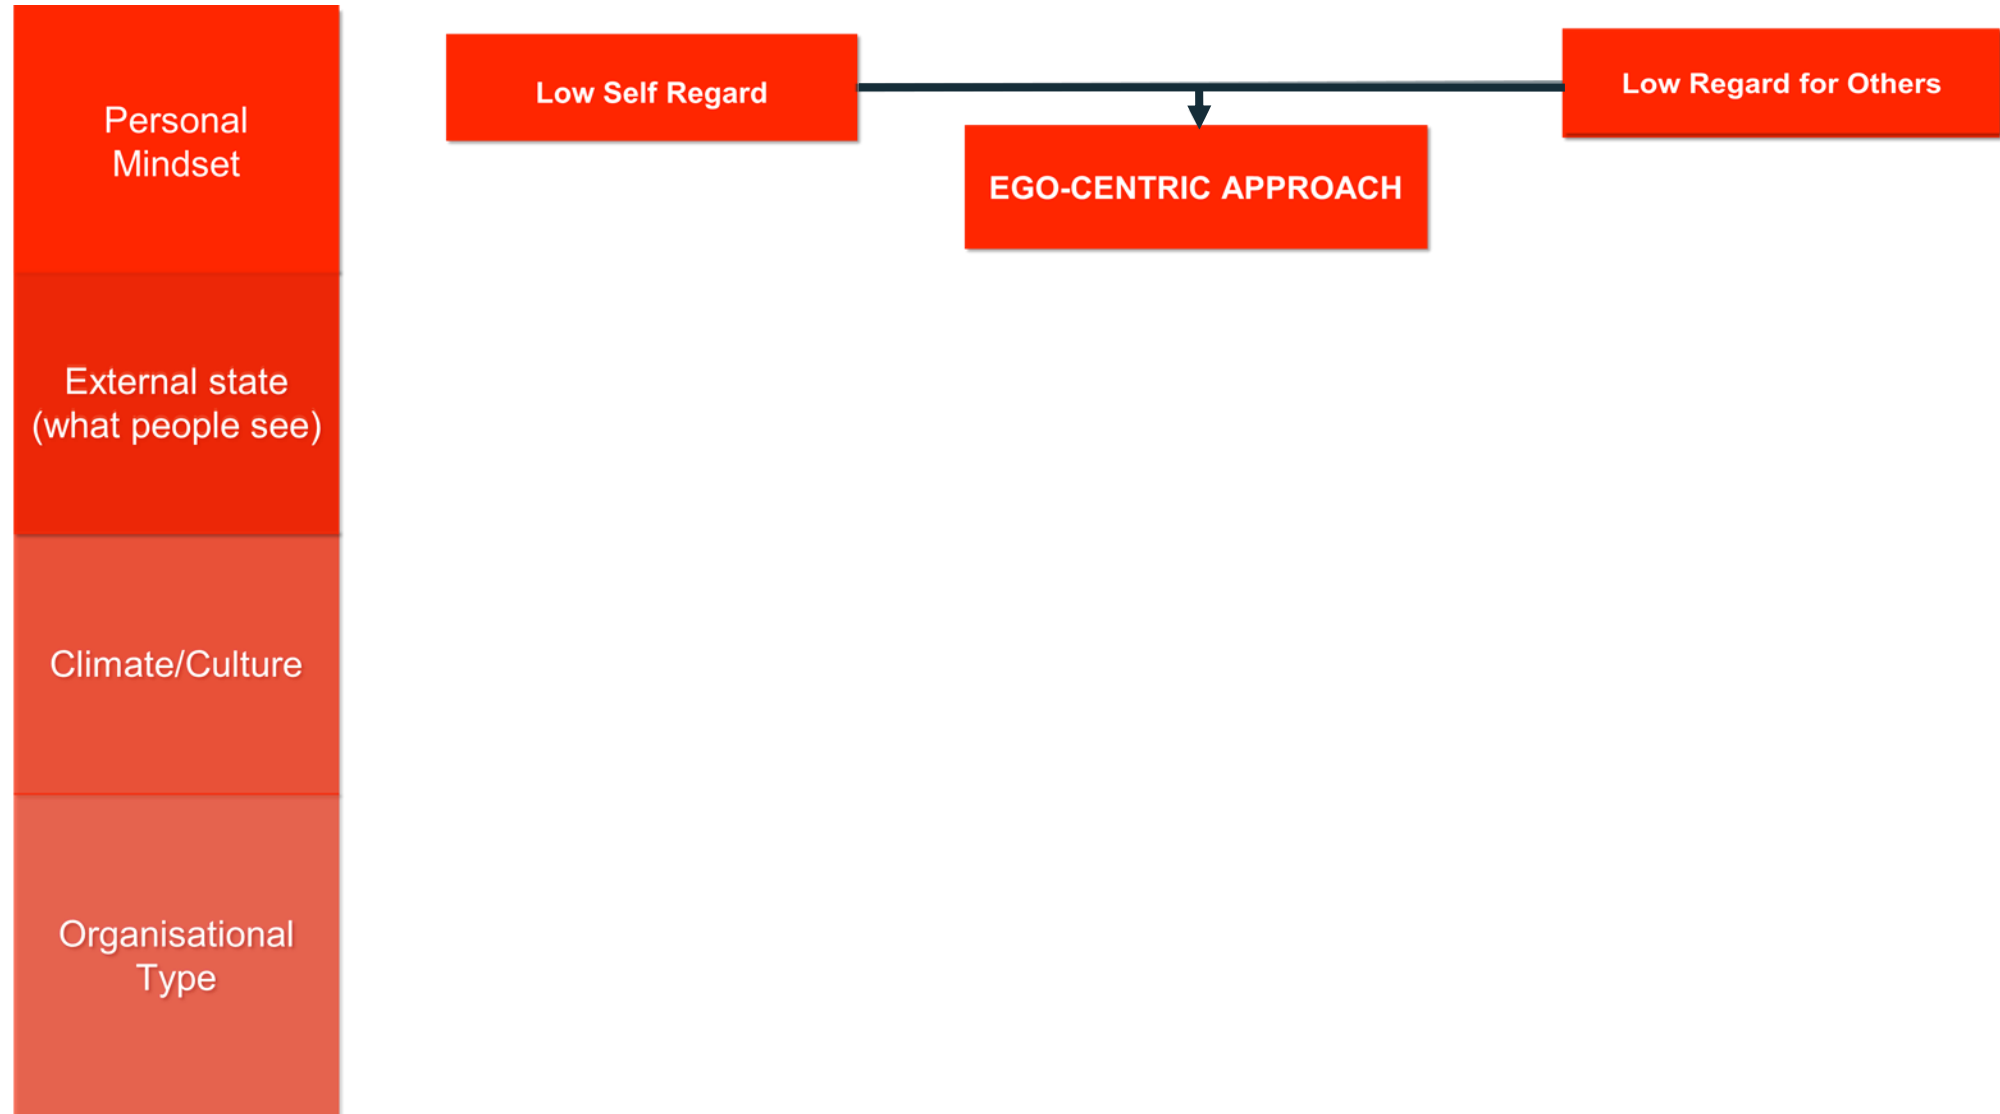 Personal
Mindset
Low Self Regard
Low Regard for Others
EGO-CENTRIC APPROACH
External state
(what people see)
Climate/Culture
Organisational
Type